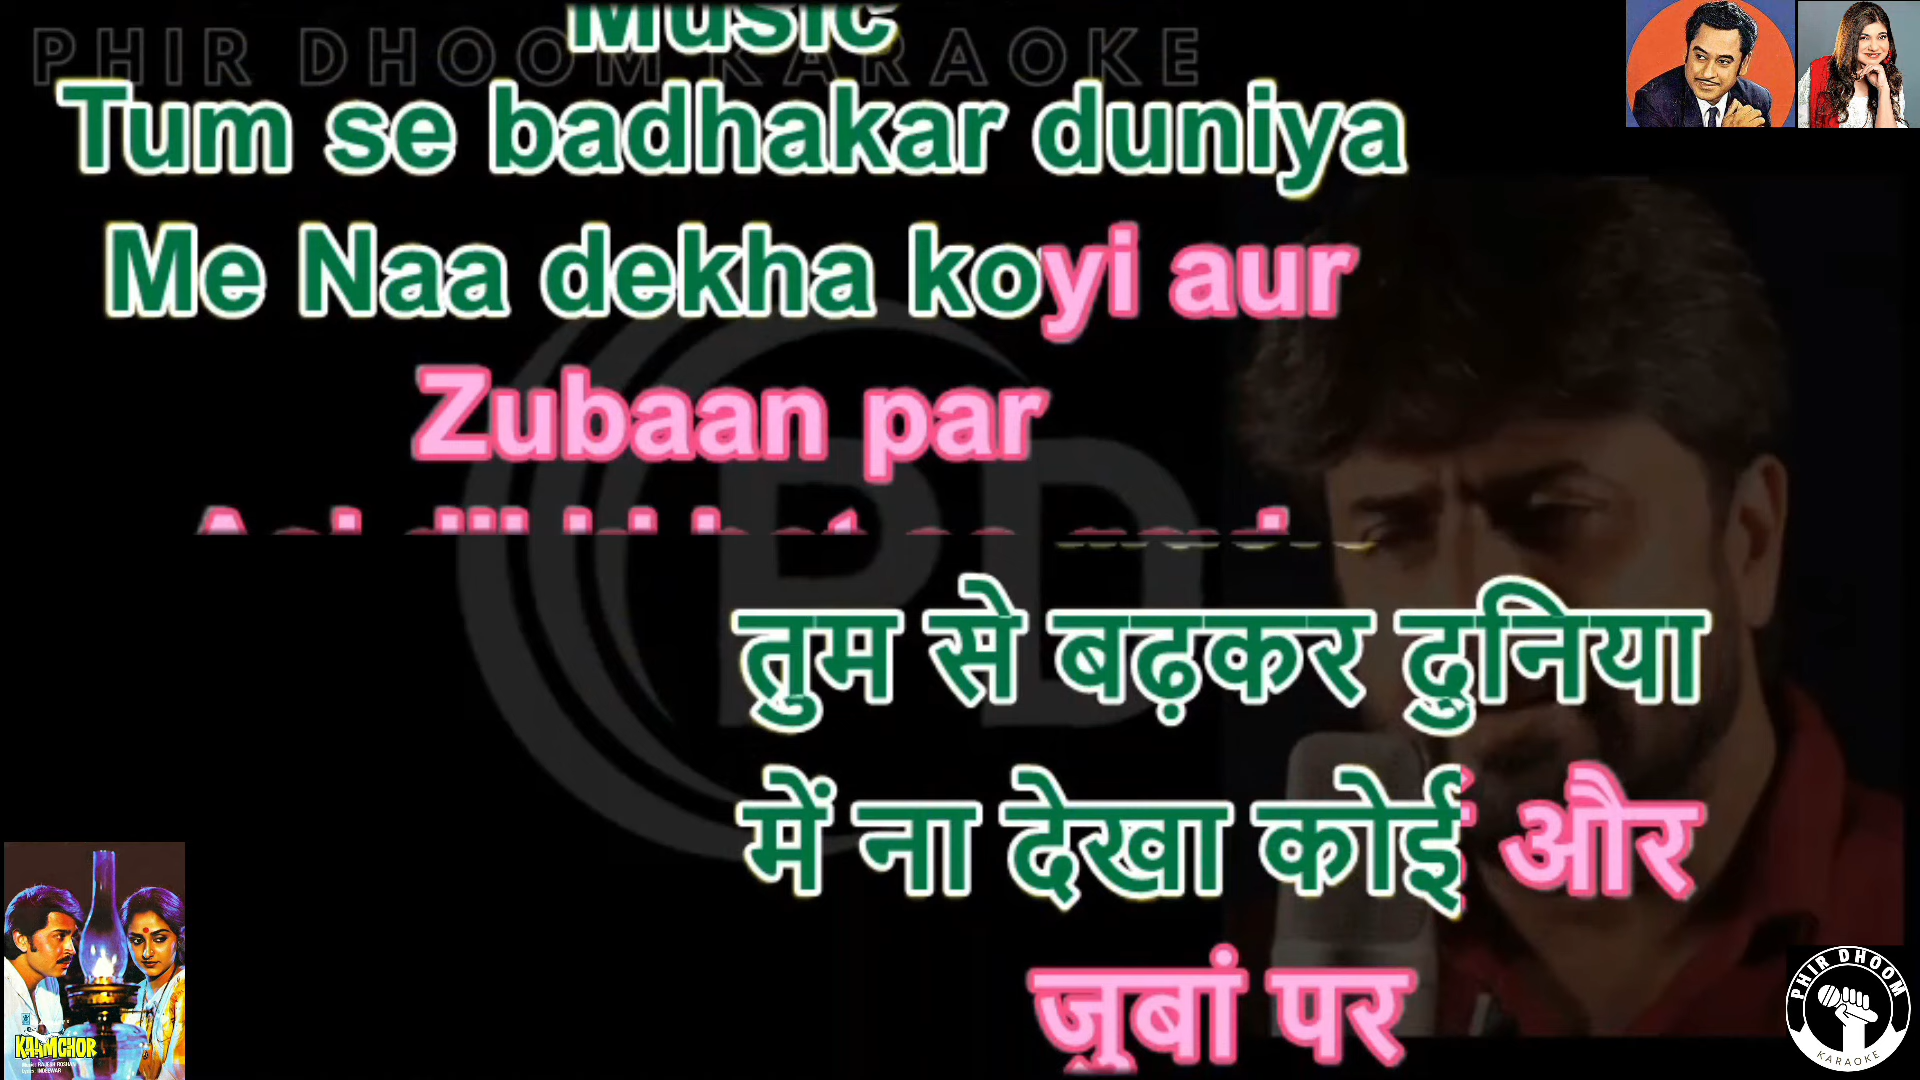 PHIR DHOOM KARAOKE
Music
Tum se badhakar duniya
Me Naa dekha koyi aur
Zubaan par
तुम से बढ़कर दुनिया
में ना देखा कोई और
जुबां पर
PD
KAAMCHOR
PHIR DHOOM
KARAOKE